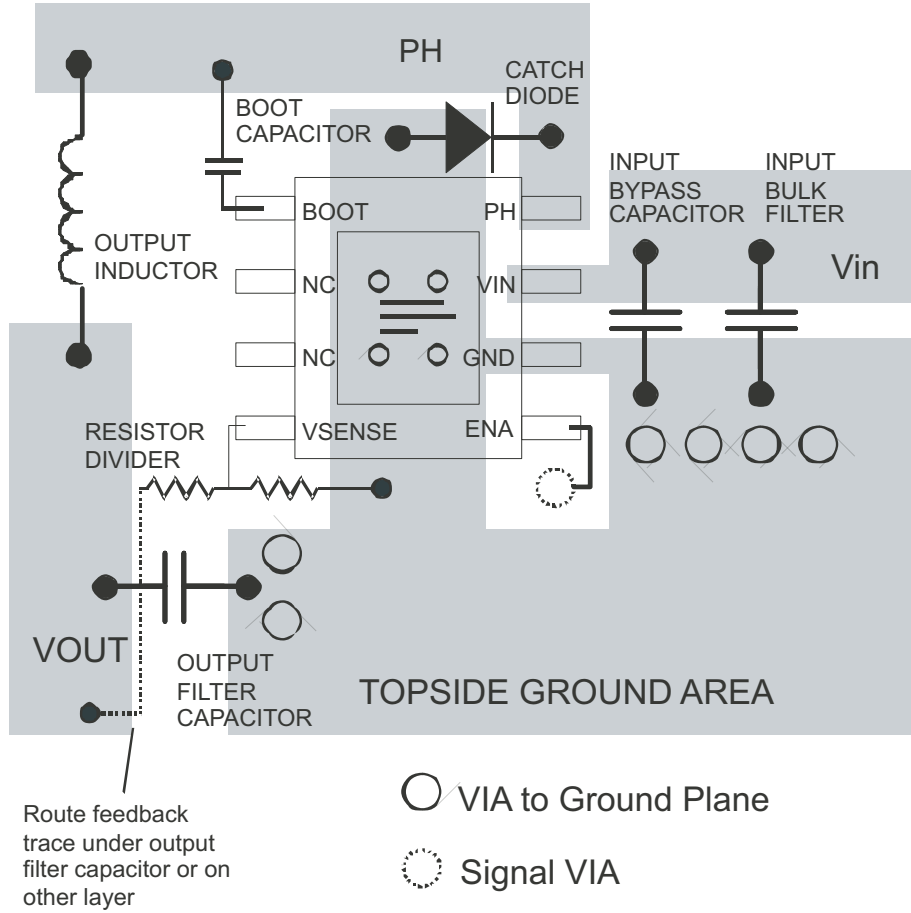 PH
CATCH
DIODE
BOOT
CAPACITOR
INPUT
BYPASS
CAPACITOR
INPUT
BULK
FILTER
BOOT
PH
OUTPUT
INDUCTOR
Vin
NC
VIN
NC
GND
RESISTOR
DIVIDER
VSENSE
ENA
VOUT
OUTPUT
FILTER
CAPACITOR
TOPSIDE GROUND AREA
Route feedback
trace under output
filter capacitor or on
other layer
VIA to Ground Plane
Signal VIA